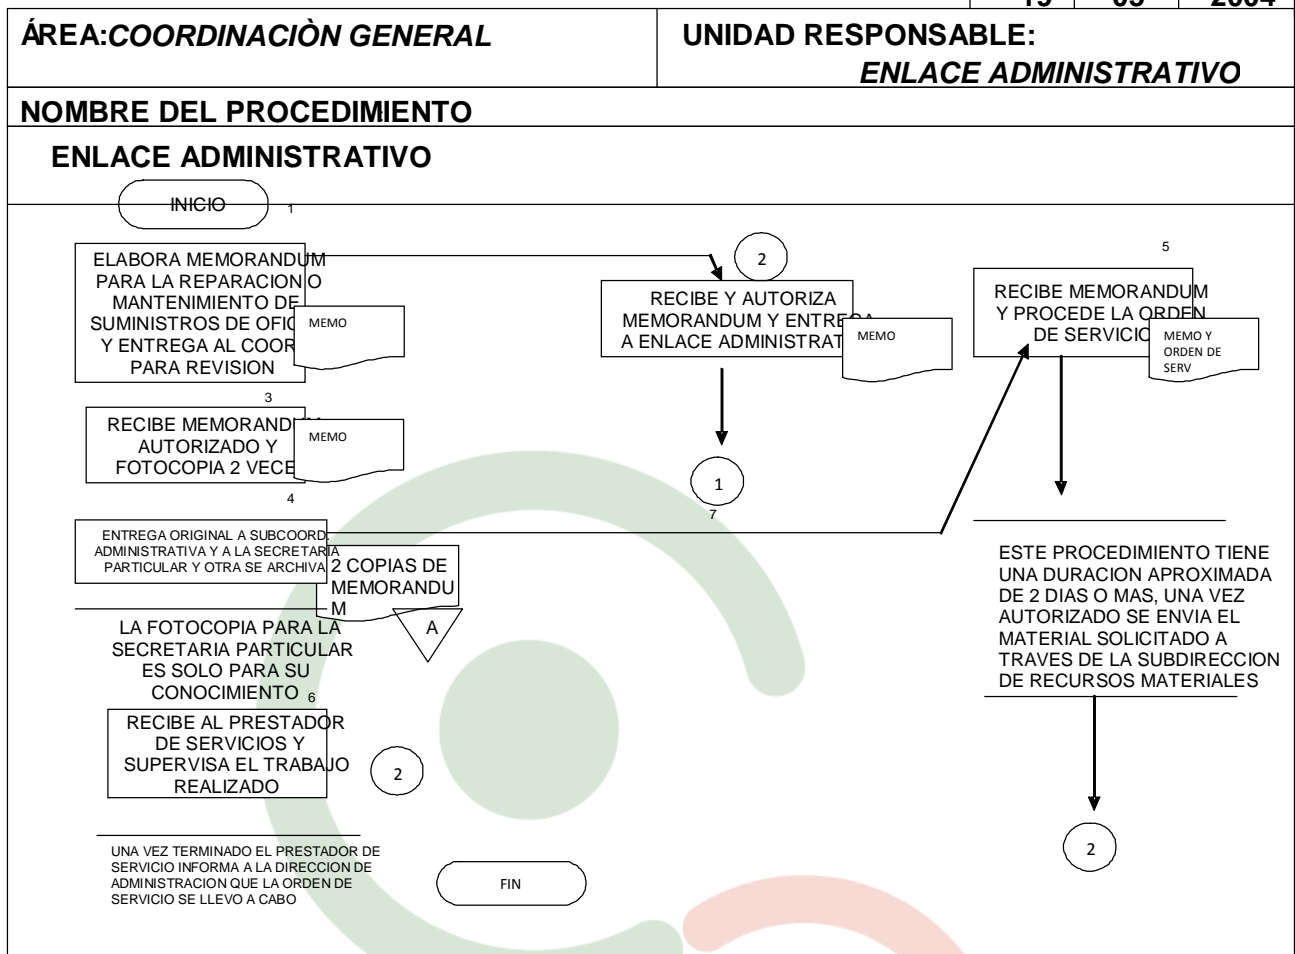 19 05 2004
ÁREA:COORDINACIÒN GENERAL
UNIDAD RESPONSABLE:
ENLACE ADMINISTRATIVO
NOMBRE DEL PROCEDIMIENTO
ENLACE ADMINISTRATIVO
INICIO
1
ELABORA MEMORANDUM
PARA LA REPARACION O
MANTENIMIENTO DE
SUMINISTROS DE OFIC
Y ENTREGA AL COOR
PARA REVISION
MEMO
2
RECIBE Y AUTORIZA
MEMORANDUM Y ENTREGA
A ENLACE ADMINISTRAT
MEMO
1
7
5
RECIBE MEMORANDUM
Y PROCEDE LA ORDEN
DE SERVICIO
MEMO Y
ORDEN DE
SERV
3
RECIBE MEMORANDUM
AUTORIZADO Y
FOTOCOPIA 2 VECE
MEMO
4
ENTREGA ORIGINAL A SUBCOORD.
ADMINISTRATIVA Y A LA SECRETARIA
PARTICULAR Y OTRA SE ARCHIVA
2 COPIAS DE
MEMORANDU
M
A
LA FOTOCOPIA PARA LA
SECRETARIA PARTICULAR
ES SOLO PARA SU
CONOCIMIENTO
6
RECIBE AL PRESTADOR
DE SERVICIOS Y
SUPERVISA EL TRABAJO
REALIZADO
2
UNA VEZ TERMINADO EL PRESTADOR DE
SERVICIO INFORMA A LA DIRECCION DE
ADMINISTRACION QUE LA ORDEN DE
SERVICIO SE LLEVO A CABO
FIN
ESTE PROCEDIMIENTO TIENE
UNA DURACION APROXIMADA
DE 2 DIAS O MAS, UNA VEZ
AUTORIZADO SE ENVIA EL
MATERIAL SOLICITADO A
TRAVES DE LA SUBDIRECCION
DE RECURSOS MATERIALES
2